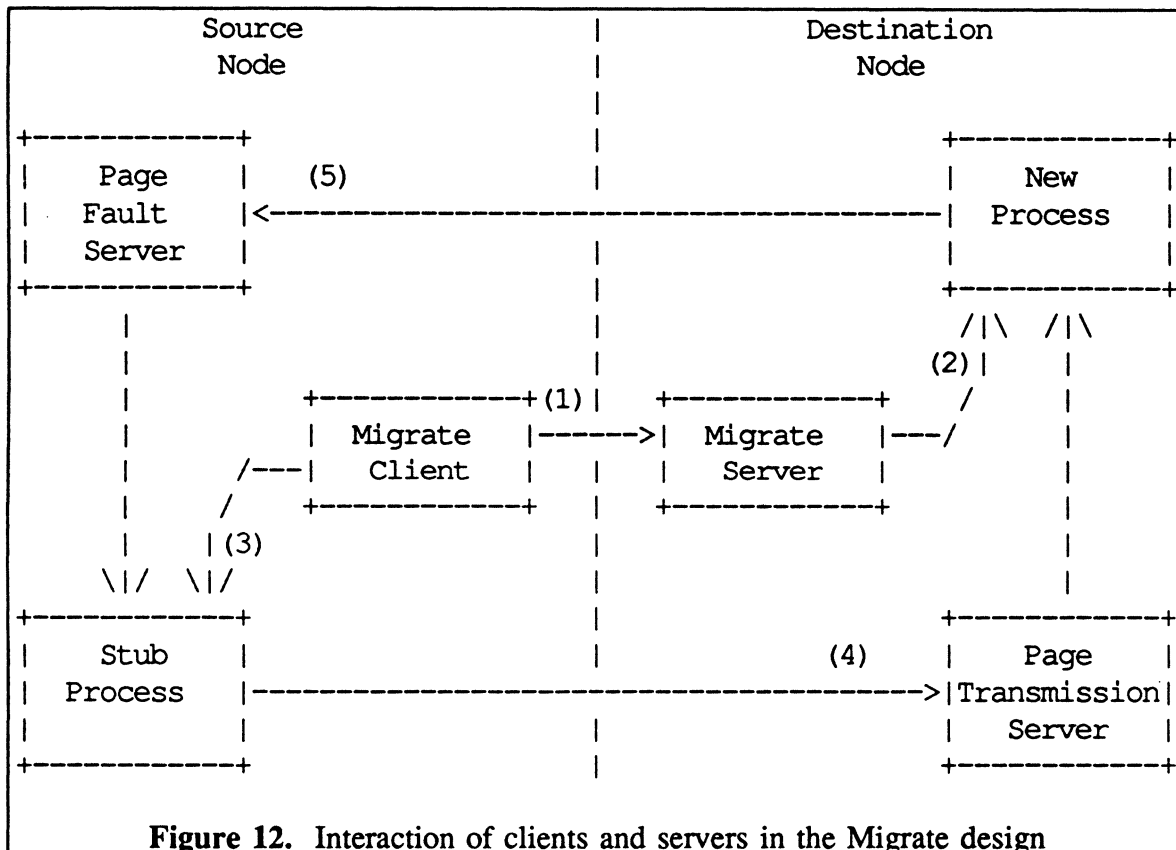 Source
Node
Destination
Node
Page
Fault
Server
(5)
New
Process
(2)
Migrate
Client
(1)
Migrate
Server
(3)
Stub
Process
(4)
Page
Transmission
Server
Figure 12. Interaction of clients and servers in the Migrate design